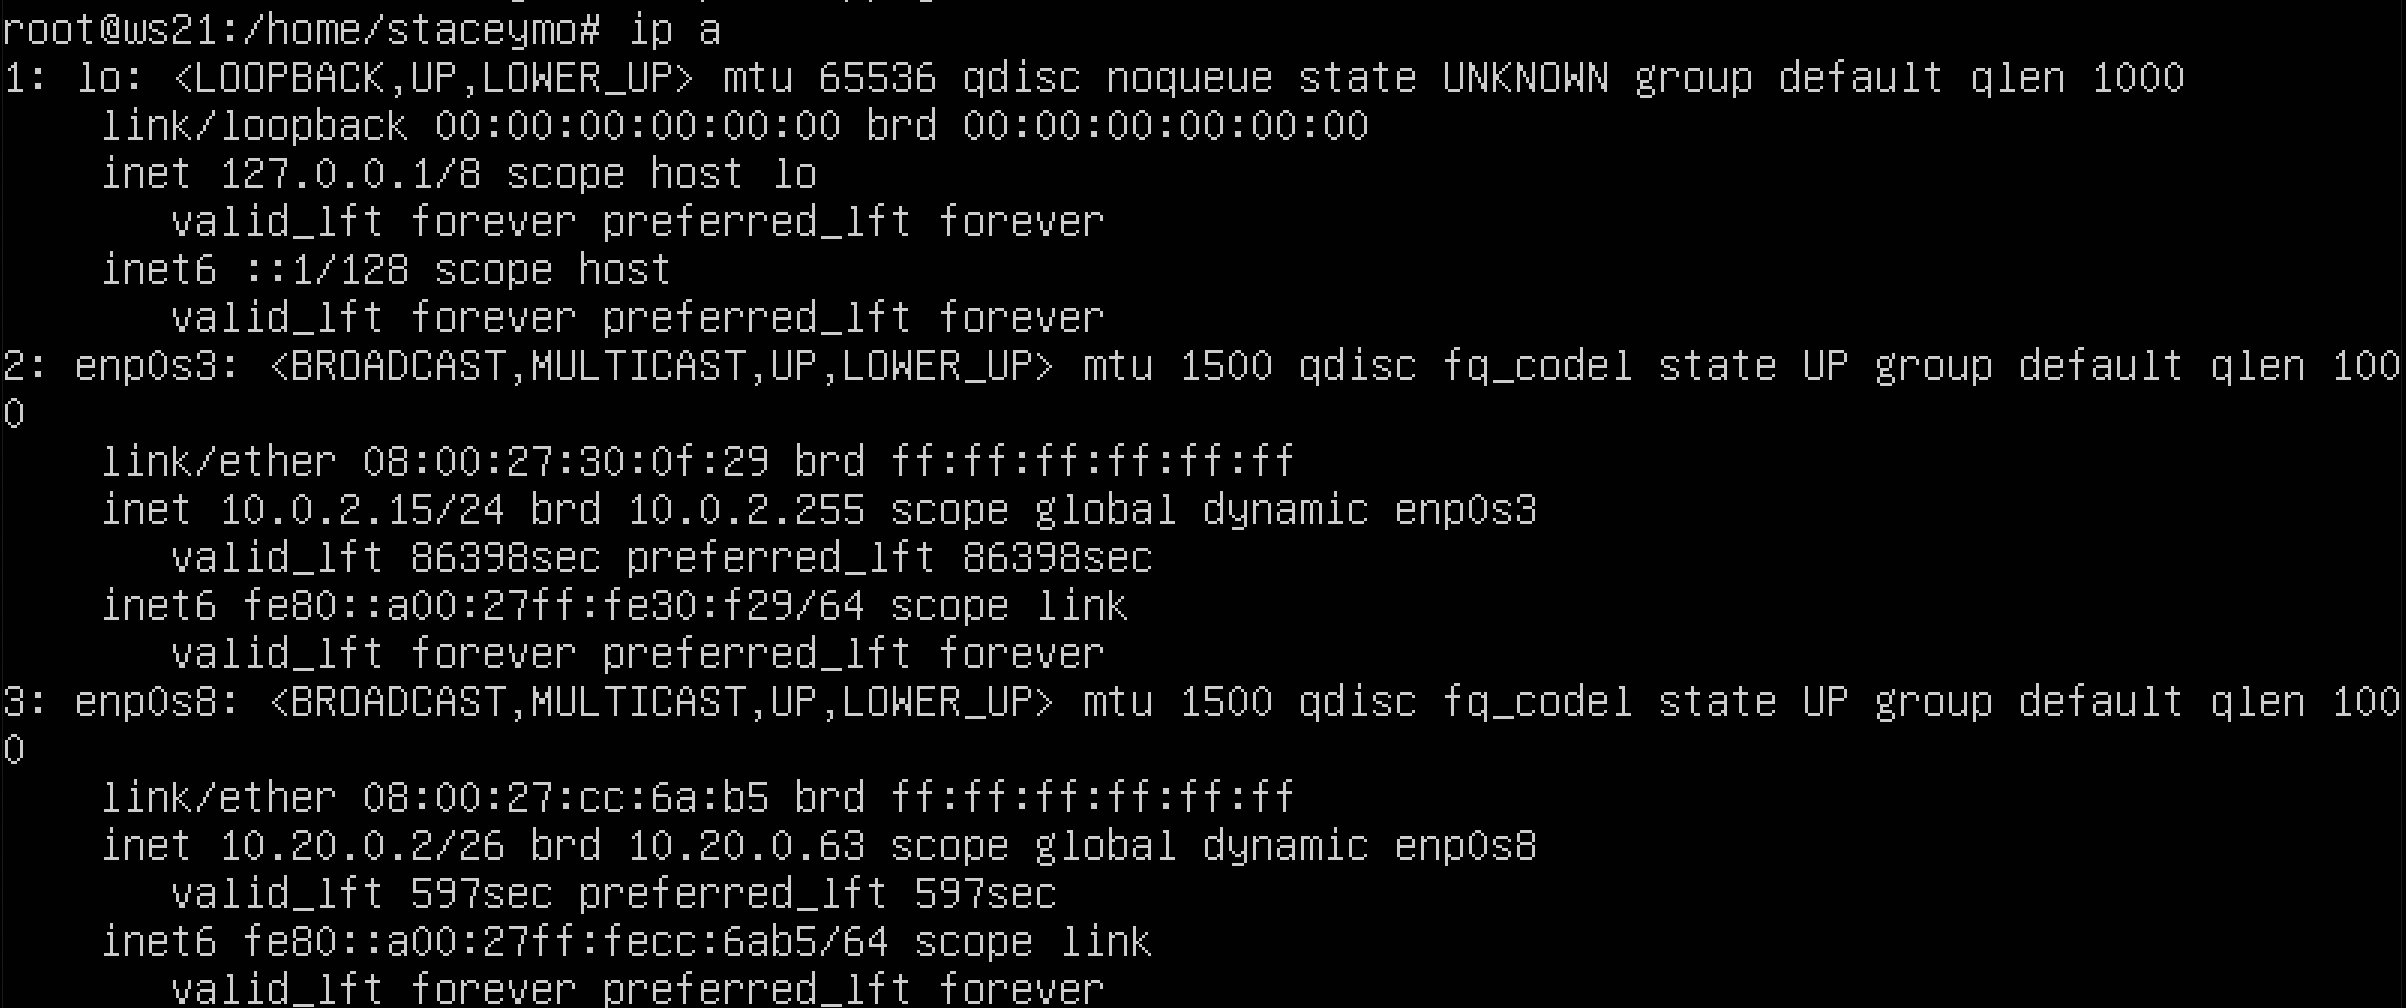 root@ws21:/home/staceymo# ip a
1: lo: <LOOPBACK,UP,LOWER_UP> mtu 65536 qdisc noqueue state UNKNOWN group default qlen 1000
    link/loopback 00:00:00:00:00:00 brd 00:00:00:00:00:00
    inet 127.0.0.1/8 scope host lo
       valid_lft forever preferred_lft forever
    inet6 ::1/128 scope host
       valid_lft forever preferred_lft forever
2: enp0s3: <BROADCAST,MULTICAST,UP,LOWER_UP> mtu 1500 qdisc fq_codel state UP group default qlen 100
0
    link/ether 08:00:27:30:0f:29 brd ff:ff:ff:ff:ff:ff
    inet 10.0.2.15/24 brd 10.0.2.255 scope global dynamic enp0s3
       valid_lft 86398sec preferred_lft 86398sec
    inet6 fe80::a00:27ff:fe30:f29/64 scope link
       valid_lft forever preferred_lft forever
3: enp0s8: <BROADCAST,MULTICAST,UP,LOWER_UP> mtu 1500 qdisc fq_codel state UP group default qlen 100
0
    link/ether 08:00:27:cc:6a:b5 brd ff:ff:ff:ff:ff:ff
    inet 10.20.0.2/26 brd 10.20.0.63 scope global dynamic enp0s8
       valid_lft 597sec preferred_lft 597sec
    inet6 fe80::a00:27ff:fecc:6ab5/64 scope link
       valid_lft forever preferred_lft forever